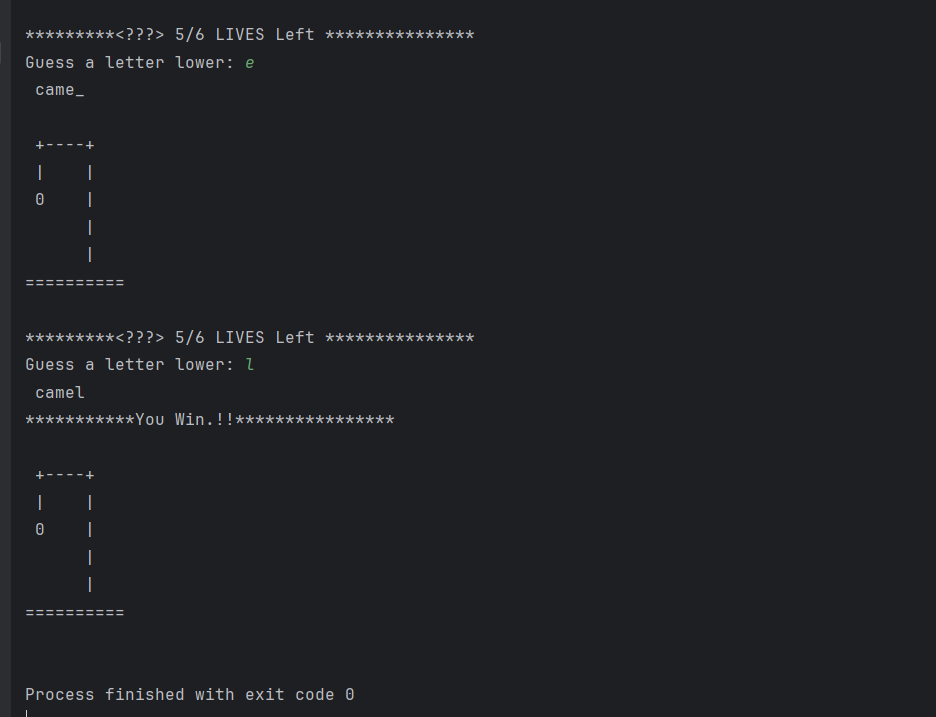 *********<???> 5/6 LIVES Left ***************
Guess a letter lower: e
 came_

 +----+
 |    |
 0    |
      |
      |
==========

*********<???> 5/6 LIVES Left ***************
Guess a letter lower: l
 camel
***********You Win.!!****************

 +----+
 |    |
 0    |
      |
      |
==========


Process finished with exit code 0